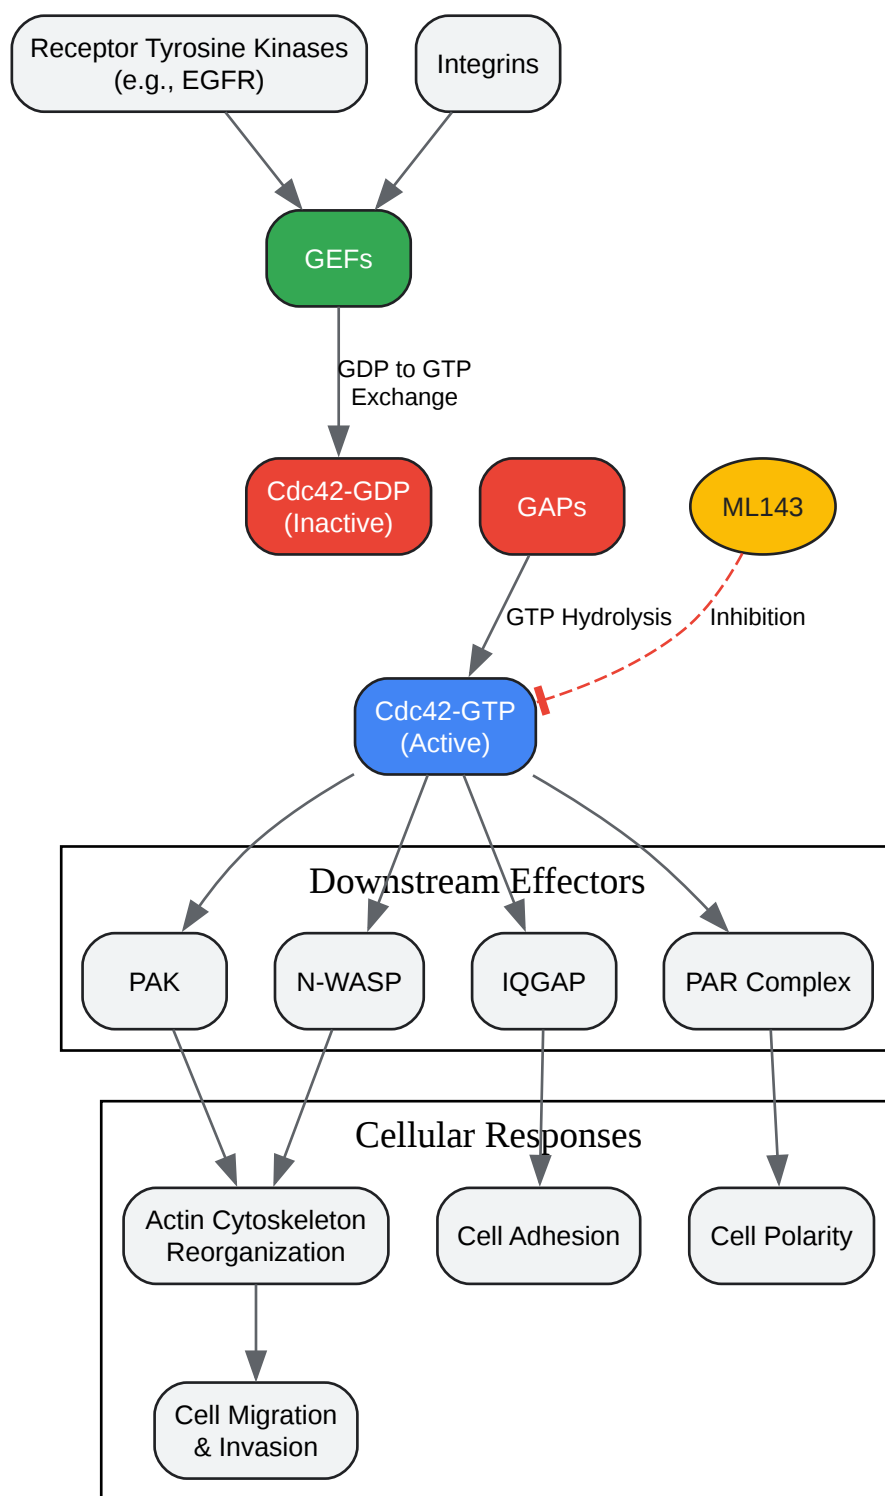 Receptor Tyrosine Kinases
(e.g., EGFR)
Integrins
GEFs
GDP to GTP
Exchange
Cdc42-GDP
(Inactive)
GAPs
ML143
GTP Hydrolysis
Inhibition
Cdc42-GTP
(Active)
Downstream Effectors
PAK
N-WASP
IQGAP
PAR Complex
Cellular Responses
Actin Cytoskeleton
Reorganization
Cell Adhesion
Cell Polarity
Cell Migration
& Invasion